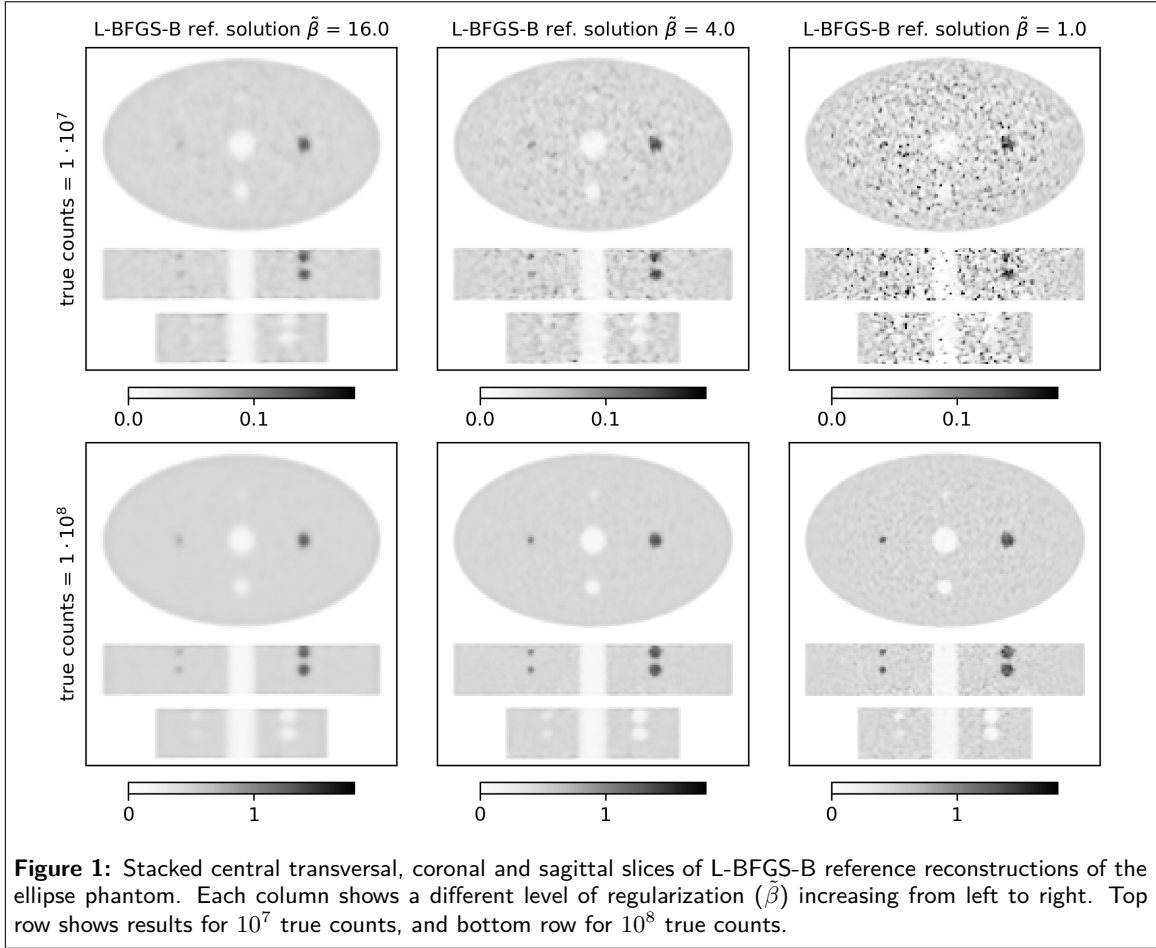 L-BFGS-B ref. solution β̃ = 16.0
L-BFGS-B ref. solution β̃ = 4.0
L-BFGS-B ref. solution β̃ = 1.0
true counts = 1 · 10⁷
0.0 0.1
0.0 0.1
0.0 0.1
true counts = 1 · 10⁸
0 1
0 1
0 1
Figure 1: Stacked central transversal, coronal and sagittal slices of L-BFGS-B reference reconstructions of the
ellipse phantom. Each column shows a different level of regularization (β̃) increasing from left to right. Top
row shows results for 10⁷ true counts, and bottom row for 10⁸ true counts.